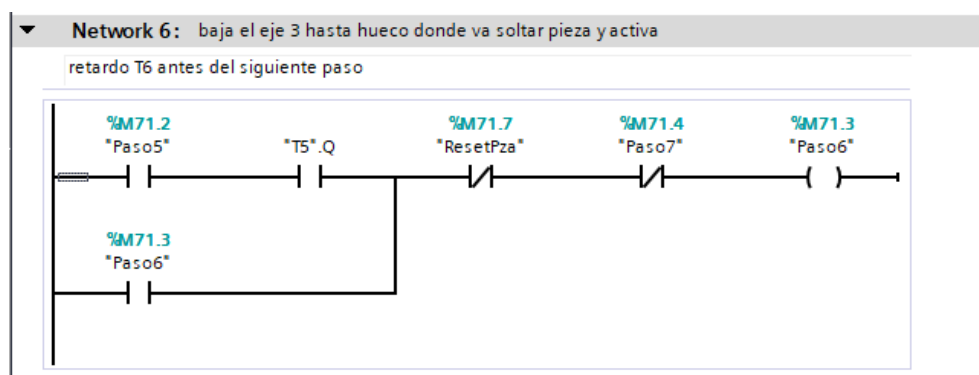 Network 6: baja el eje 3 hasta hueco donde va soltar pieza y activa
retardo T6 antes del siguiente paso
%M71.2 %M71.7 %M71.4 %M71.3
"Paso5" "T5".Q "ResetPza" "Paso7" "Paso6"
%M71.3
"Paso6"